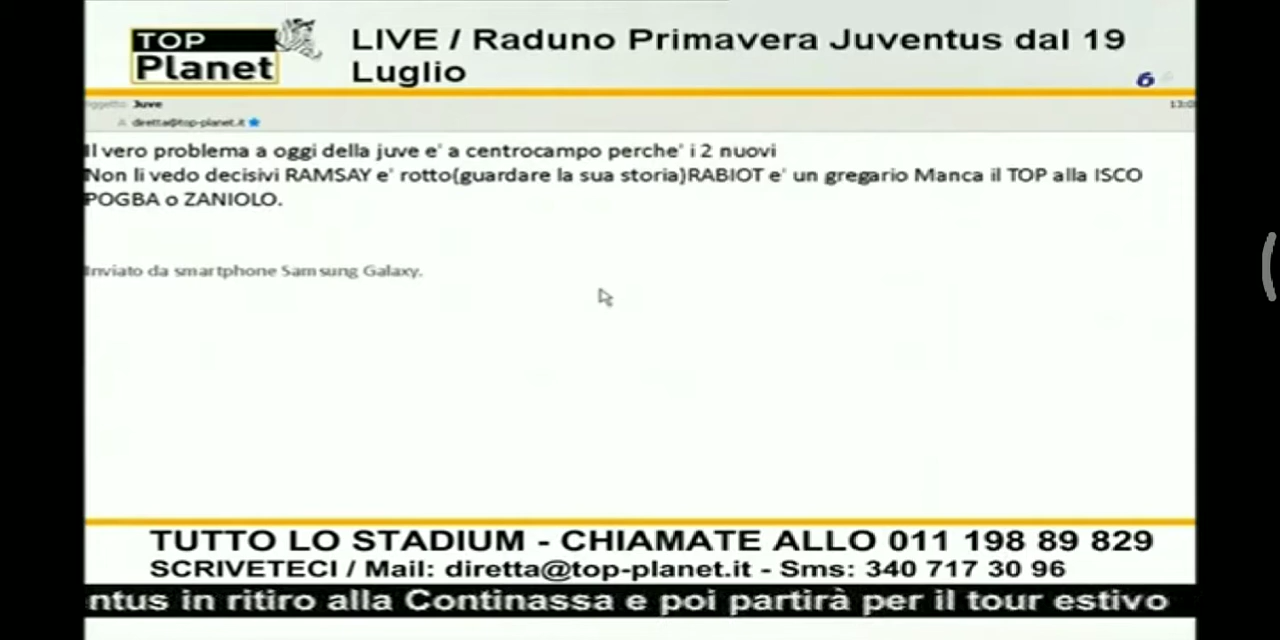 TOP
Planet
LIVE / Raduno Primavera Juventus dal 19
Luglio
6
Oggetto: Juve
13:0
A diretta@top-planet.it
Il vero problema a oggi della juve e' a centrocampo perche' i 2 nuovi
Non li vedo decisivi RAMSAY e' rotto(guardare la sua storia)RABIOT e' un gregario Manca il TOP alla ISCO
POGBA o ZANIOLO.
Inviato da smartphone Samsung Galaxy.
TUTTO LO STADIUM - CHIAMATE ALLO 011 198 89 829
SCRIVETECI / Mail: diretta@top-planet.it - Sms: 340 717 30 96
ntus in ritiro alla Continassa e poi partirà per il tour estivo